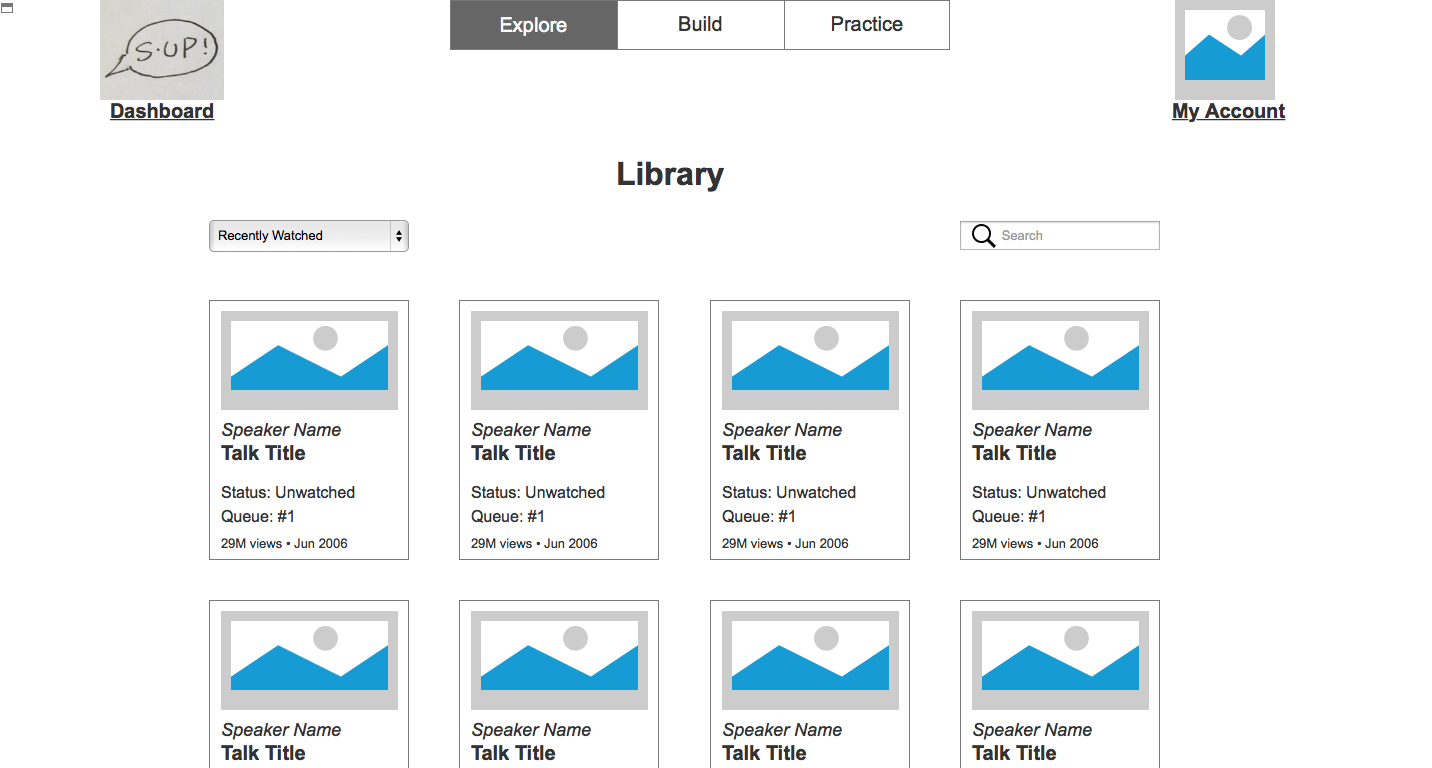 S·UP!
Explore
Build
Practice
Dashboard
My Account
Library
Recently Watched
Search
Speaker Name
Talk Title
Status: Unwatched
Queue: #1
29M views • Jun 2006
Speaker Name
Talk Title
Status: Unwatched
Queue: #1
29M views • Jun 2006
Speaker Name
Talk Title
Status: Unwatched
Queue: #1
29M views • Jun 2006
Speaker Name
Talk Title
Status: Unwatched
Queue: #1
29M views • Jun 2006
Speaker Name
Talk Title
Speaker Name
Talk Title
Speaker Name
Talk Title
Speaker Name
Talk Title